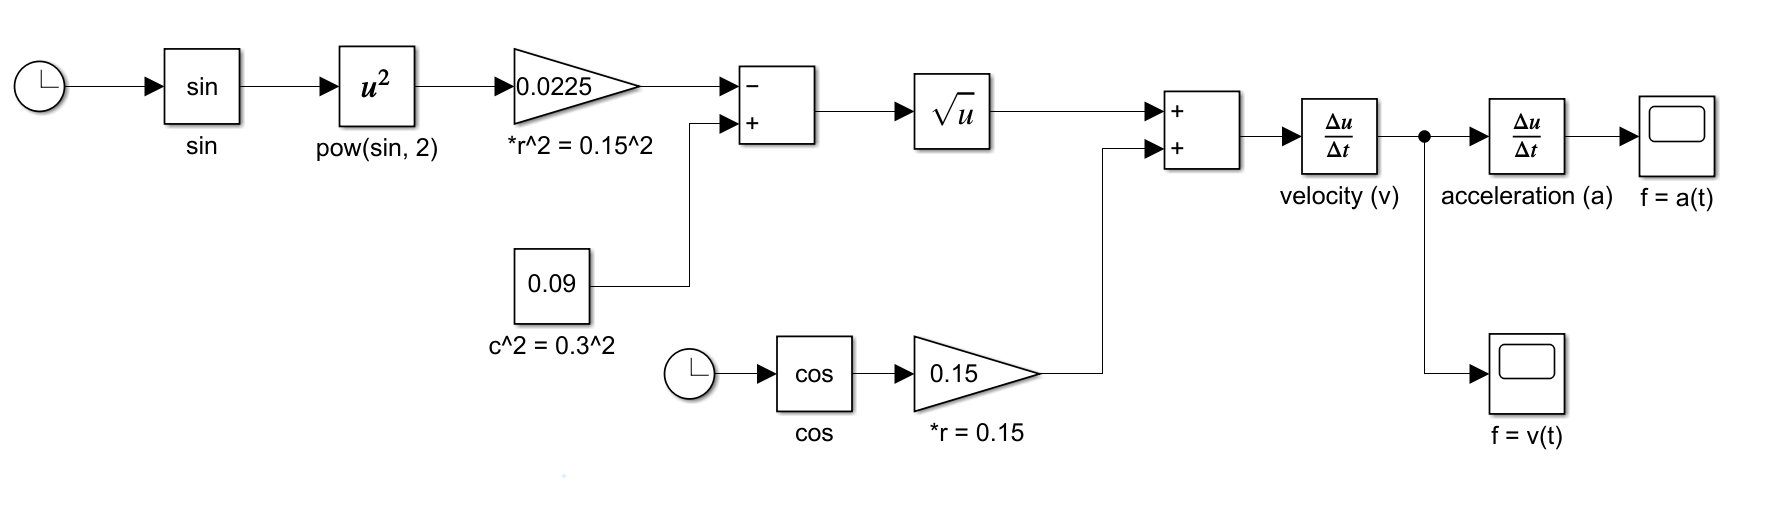 sin
sin
u²
pow(sin, 2)
0.0225
*r^2 = 0.15^2
−
+
√u
+
+
Δu
Δt
velocity (v)
Δu
Δt
acceleration (a)
f = a(t)
0.09
c^2 = 0.3^2
cos
cos
0.15
*r = 0.15
f = v(t)